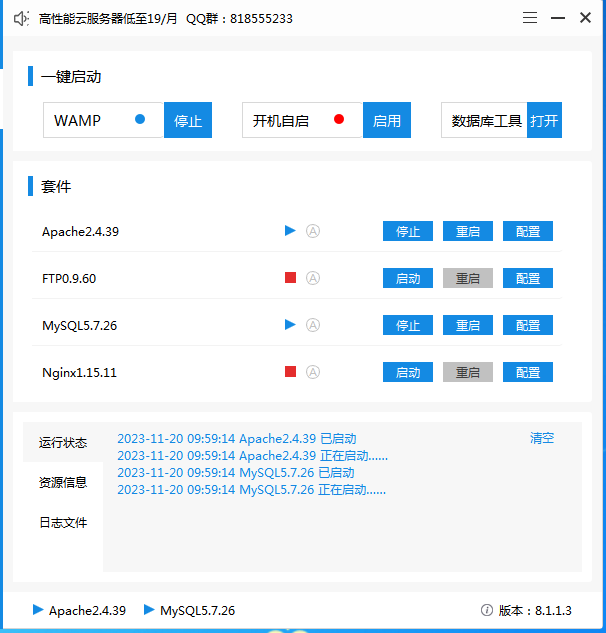 高性能云服务器低至19/月 QQ群：818555233
一键启动
WAMP 停止 开机自启 启用 数据库工具 打开
套件
Apache2.4.39 Ⓐ 停止 重启 配置
FTP0.9.60 Ⓐ 启动 重启 配置
MySQL5.7.26 Ⓐ 停止 重启 配置
Nginx1.15.11 Ⓐ 启动 重启 配置
运行状态
资源信息
日志文件
2023-11-20 09:59:14 Apache2.4.39 已启动 清空
2023-11-20 09:59:14 Apache2.4.39 正在启动......
2023-11-20 09:59:14 MySQL5.7.26 已启动
2023-11-20 09:59:14 MySQL5.7.26 正在启动......
Apache2.4.39 MySQL5.7.26 版本：8.1.1.3